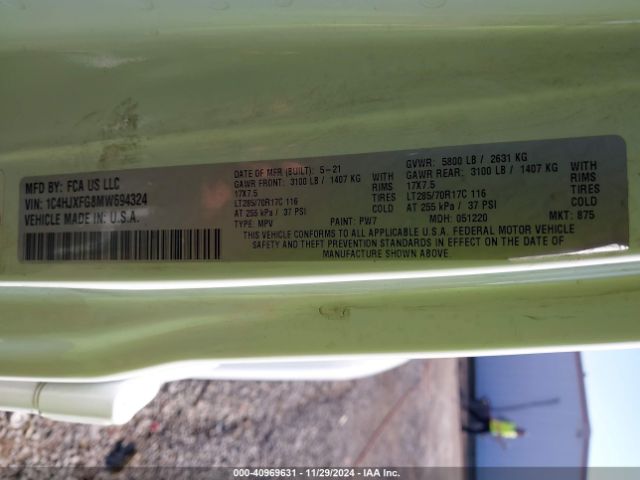 MFD BY: FCA US LLC
VIN: 1C4HJXFG8MW694324
VEHICLE MADE IN: U.S.A.
DATE OF MFR (BUILT): 5-21
GAWR FRONT: 3100 LB / 1407 KG WITH
17X7.5 RIMS
LT285/70R17C 116 TIRES
AT 255 kPa / 37 PSI COLD
TYPE: MPV PAINT: PW7
GVWR: 5800 LB / 2631 KG
GAWR REAR: 3100 LB / 1407 KG WITH
17X7.5 RIMS
LT285/70R17C 116 TIRES
AT 255 kPa / 37 PSI COLD
MDH: 051220 MKT: 875
THIS VEHICLE CONFORMS TO ALL APPLICABLE U.S.A. FEDERAL MOTOR VEHICLE
SAFETY AND THEFT PREVENTION STANDARDS IN EFFECT ON THE DATE OF
MANUFACTURE SHOWN ABOVE.
000-40969631 - 11/29/2024 - IAA Inc.